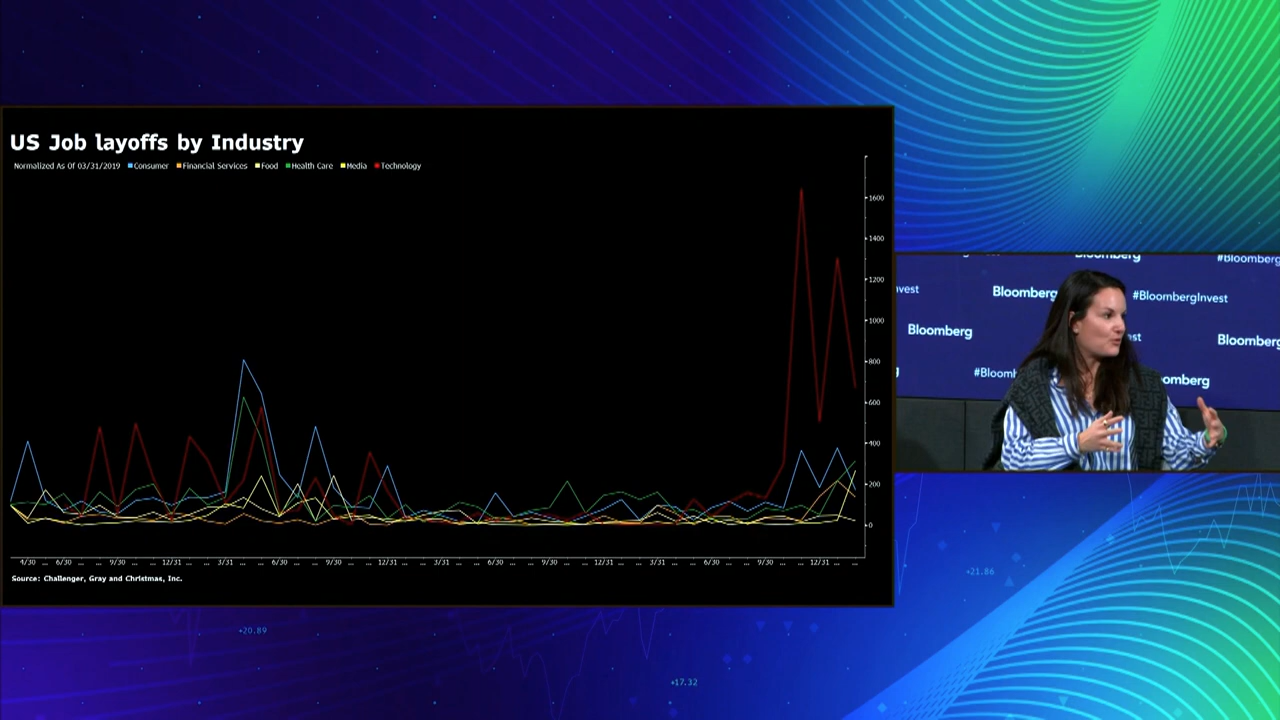 US Job layoffs by Industry
Normalized As Of 03/31/2019 Consumer Financial Services Food Health Care Media Technology
1600
1400
1200
1000
800
600
400
200
0
4/30 ... 6/30 ... ... 9/30 ... ... 12/31 ... ... 3/31 ... ... 6/30 ... ... 9/30 ... ... 12/31 ... ... 3/31 ... ... 6/30 ... ... 9/30 ... ... 12/31 ... ... 3/31 ... ... 6/30 ... ... 9/30 ... ... 12/31 ... ...
Source: Challenger, Gray and Christmas, Inc.
Bloomberg
#Bloomberg
nvest
Bloomberg
#BloombergInvest
Bloomberg
est
Bloomberg
#Bloom
omberg
+21.86
+20.89
+17.32